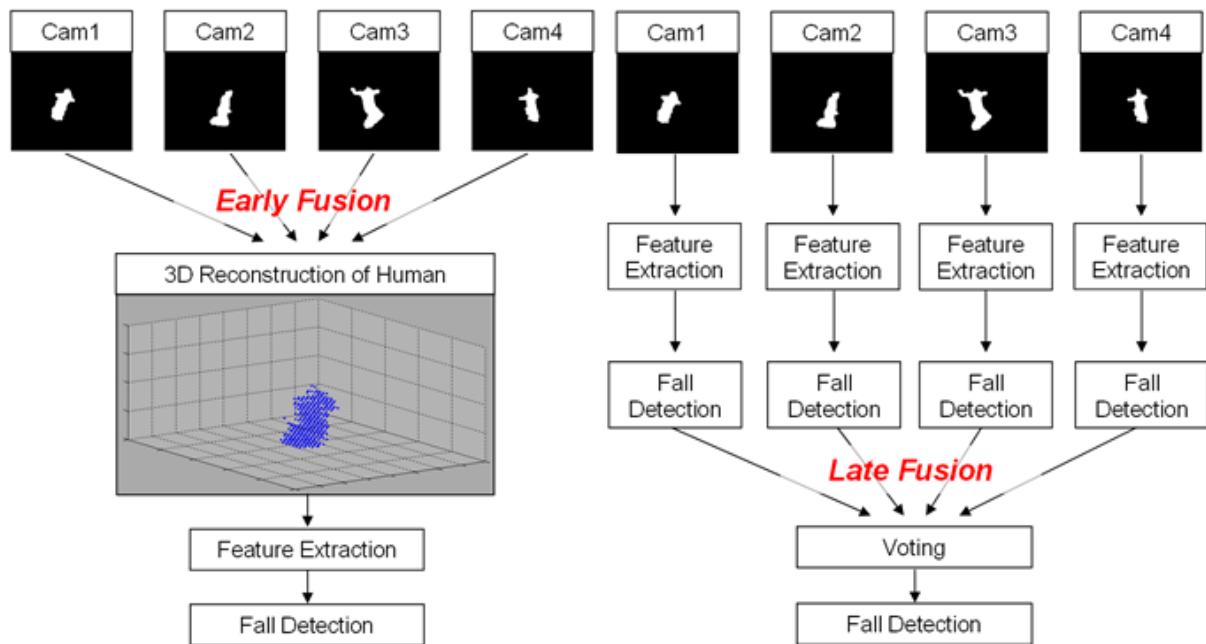 Cam1
Cam2
Cam3
Cam4
Early Fusion
3D Reconstruction of Human
Feature Extraction
Fall Detection
Cam1
Cam2
Cam3
Cam4
Feature
Extraction
Feature
Extraction
Feature
Extraction
Feature
Extraction
Fall
Detection
Fall
Detection
Fall
Detection
Fall
Detection
Late Fusion
Voting
Fall Detection